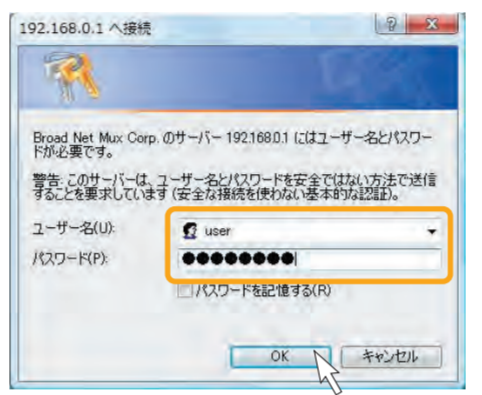 192.168.0.1 へ接続
Broad Net Mux Corp. のサーバー 192.168.0.1 にはユーザー名とパスワー
ドが必要です。
警告: このサーバーは、ユーザー名とパスワードを安全ではない方法で送信
することを要求しています (安全な接続を使わない基本的な認証)。
ユーザー名(U):
user
パスワード(P):
●●●●●●●●
パスワードを記憶する(R)
OK
キャンセル